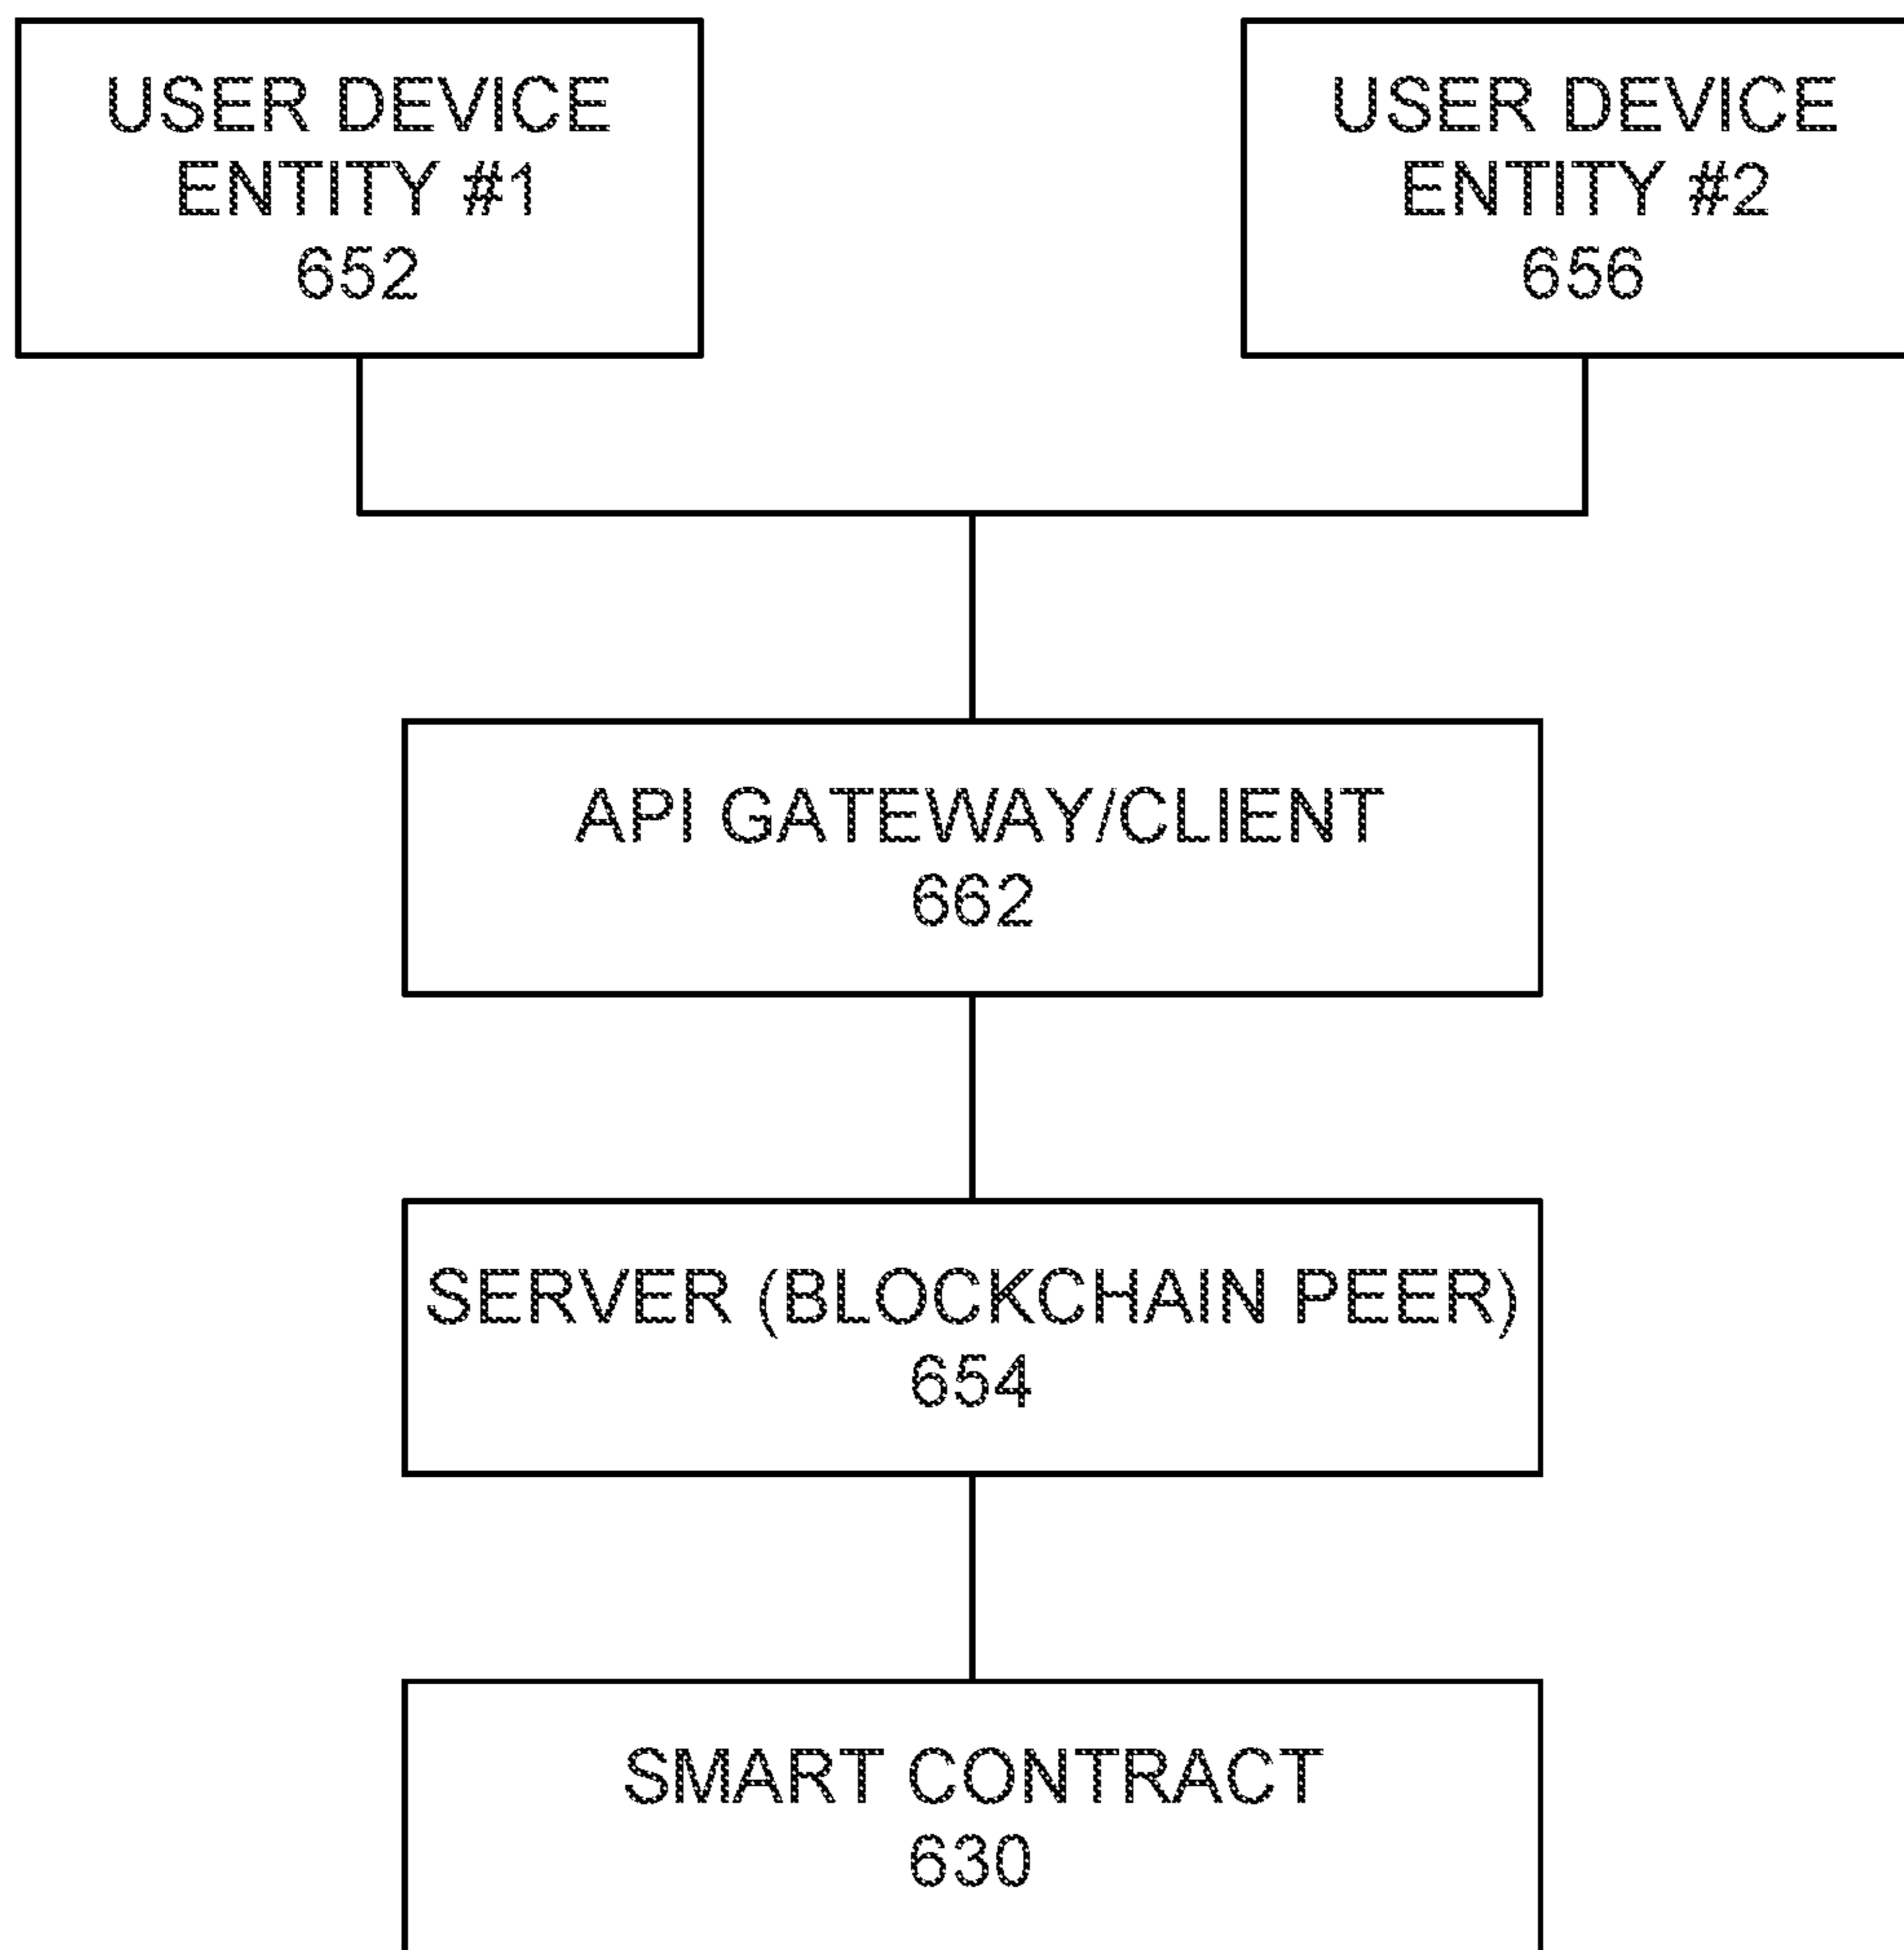 USER DEVICE
ENTITY #1
652
USER DEVICE
ENTITY #2
656
API GATEWAY/CLIENT
662
SERVER (BLOCKCHAIN PEER)
654
SMART CONTRACT
630